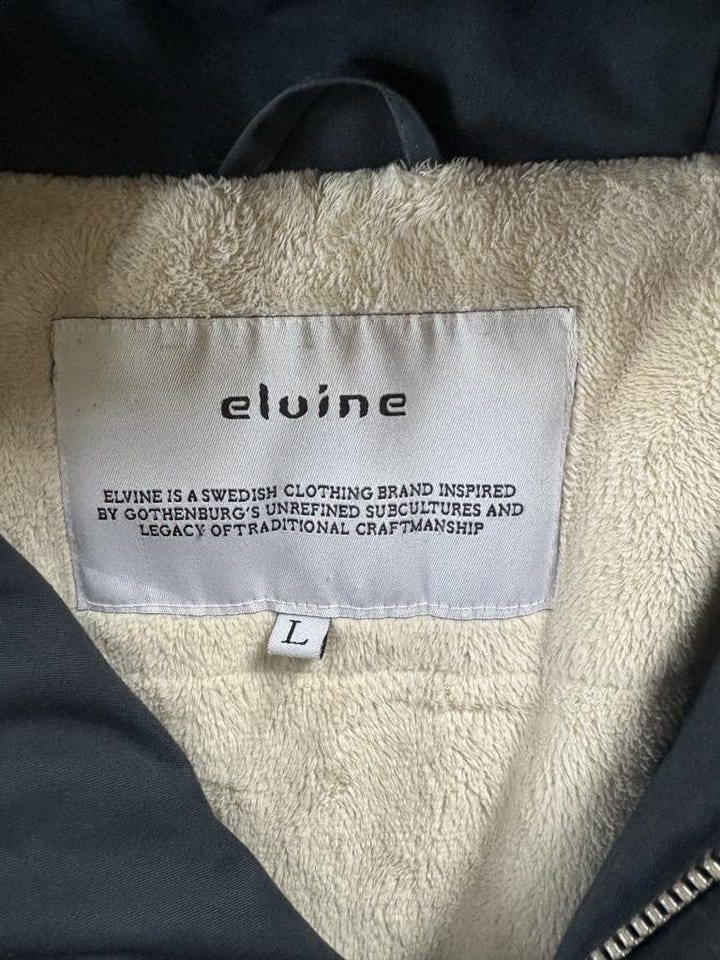 elvine
ELVINE IS A SWEDISH CLOTHING BRAND INSPIRED
BY GOTHENBURG'S UNREFINED SUBCULTURES AND
LEGACY OF TRADITIONAL CRAFTMANSHIP
L